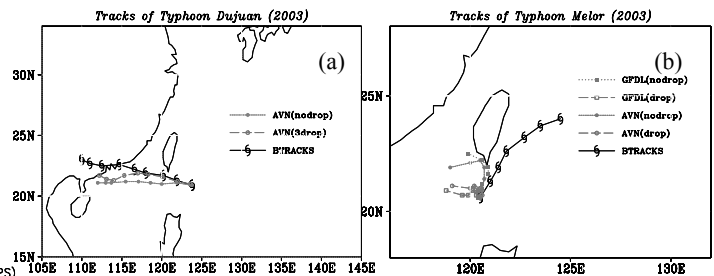 Tracks of Typhoon Dujuan (2003)
(a)
30N
25N
20N
15N
AVN(nodrop)
AVN(3drop)
BTRACKS
105E 110E 115E 120E 125E 130E 135E 140E 145E
Tracks of Typhoon Melor (2003)
(b)
GFDL(nodrop)
GFDL(drop)
AVN(nodrop)
AVN(drop)
BTRACKS
25N
20N
120E 125E 130E